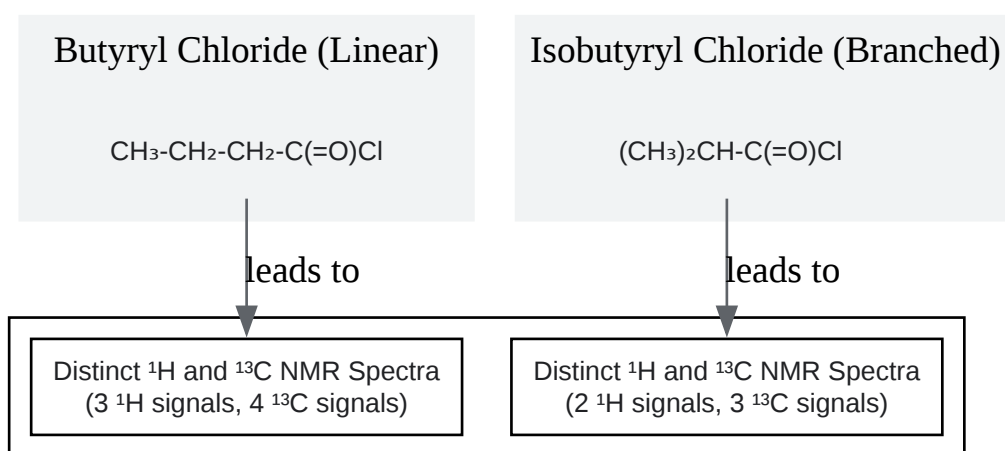 Butyryl Chloride (Linear)
Isobutyryl Chloride (Branched)
CH₃-CH₂-CH₂-C(=O)Cl
(CH₃)₂CH-C(=O)Cl
leads to
leads to
Distinct ¹H and ¹³C NMR Spectra
(3 ¹H signals, 4 ¹³C signals)
Distinct ¹H and ¹³C NMR Spectra
(2 ¹H signals, 3 ¹³C signals)